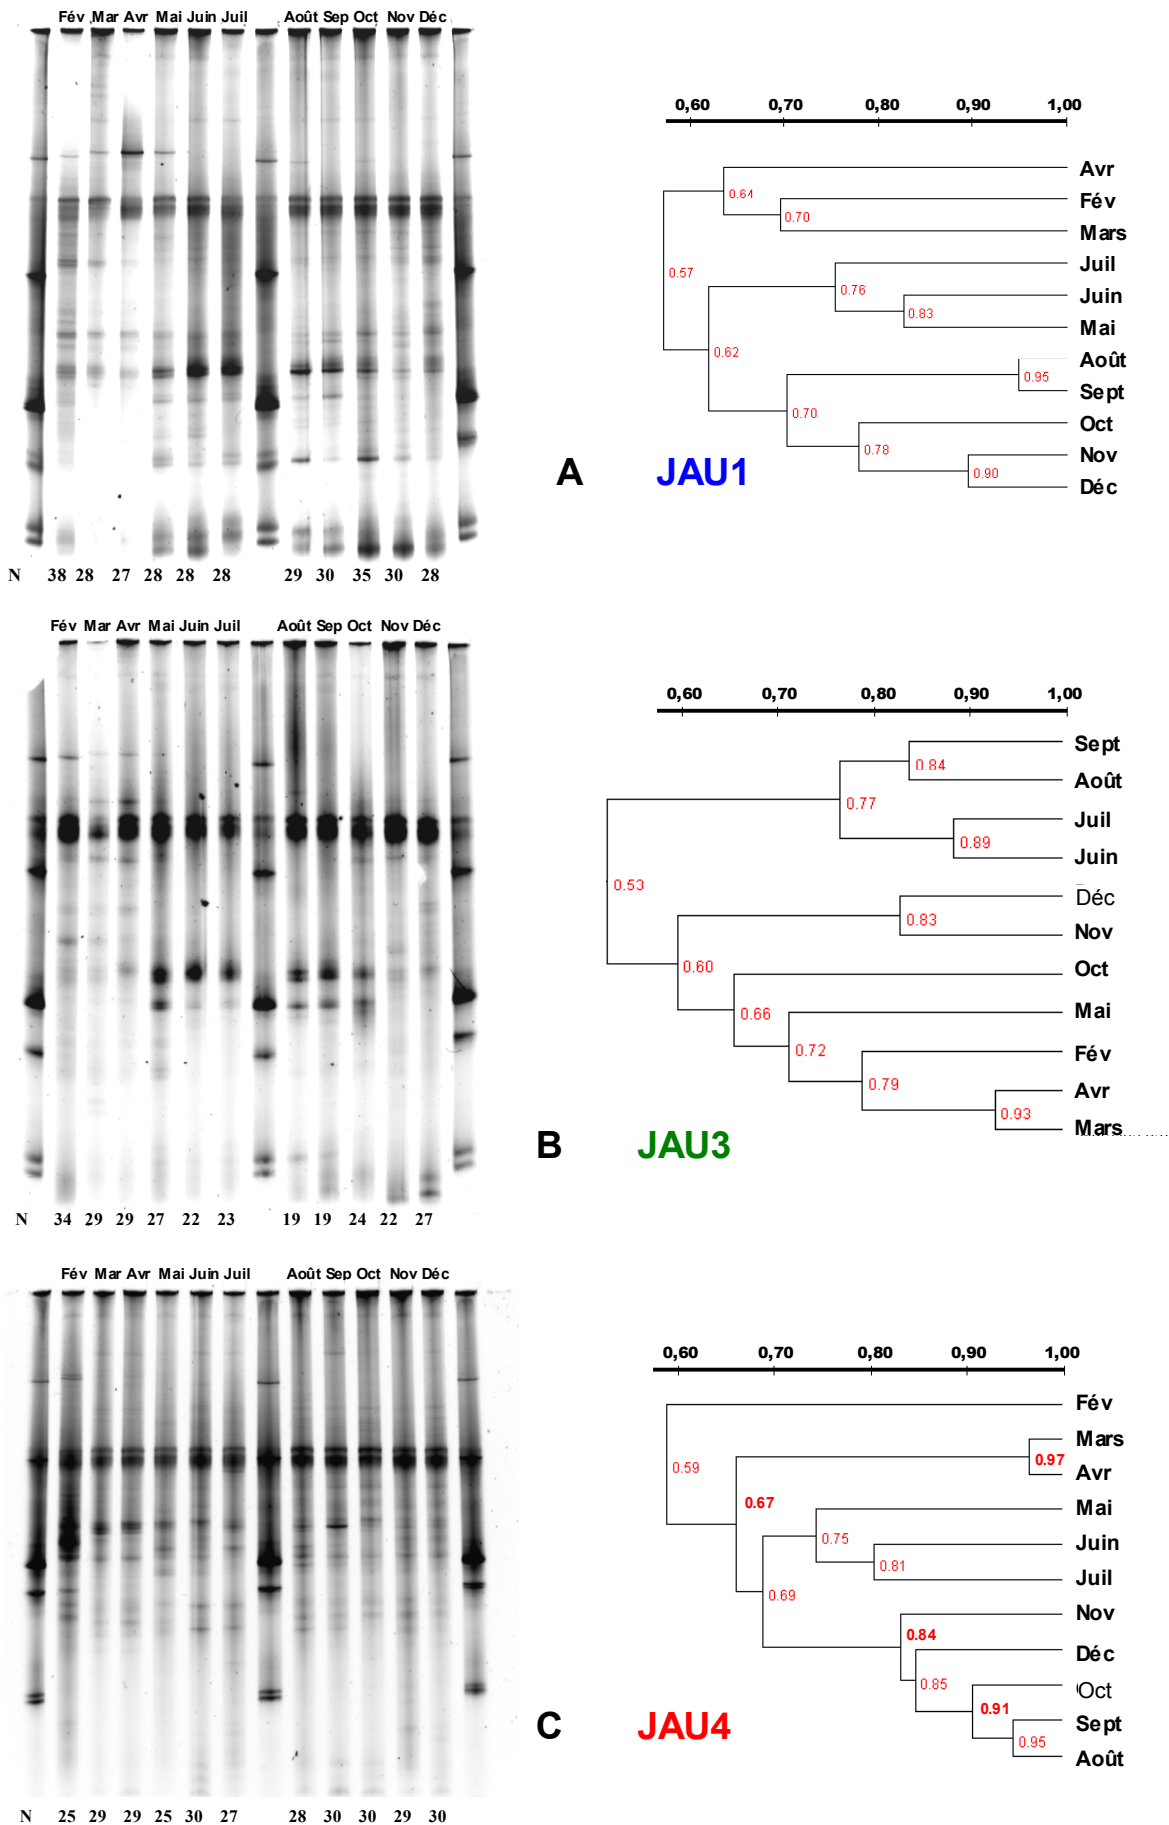 Fév Mar Avr Mai Juin Juil Août Sep Oct Nov Déc
0,60 0,70 0,80 0,90 1,00
Avr
0.64
Fév
0.70
Mars
Juil
0.57
0.76
Juin
0.83
Mai
0.62
Août
0.95
Sept
0.70
Oct
0.78
Nov
0.90
Déc
A JAU1
N 38 28 27 28 28 28 29 30 35 30 28
Fév Mar Avr Mai Juin Juil Août Sep Oct Nov Déc
0,60 0,70 0,80 0,90 1,00
Sept
0.84
Août
0.77
Juil
0.89
Juin
0.53
Déc
0.83
Nov
0.60
Oct
0.66
Mai
0.72
Fév
0.79
Avr
0.93
Mars
B JAU3
N 34 29 29 27 22 23 19 19 24 22 27
Fév Mar Avr Mai Juin Juil Août Sep Oct Nov Déc
0,60 0,70 0,80 0,90 1,00
Fév
Mars
0.97
0.59
Avr
0.67
Mai
0.75
Juin
0.81
Juil
0.69
Nov
0.84
Déc
0.85
Oct
0.91
Sept
0.95
Août
C JAU4
N 25 29 29 25 30 27 28 30 30 29 30